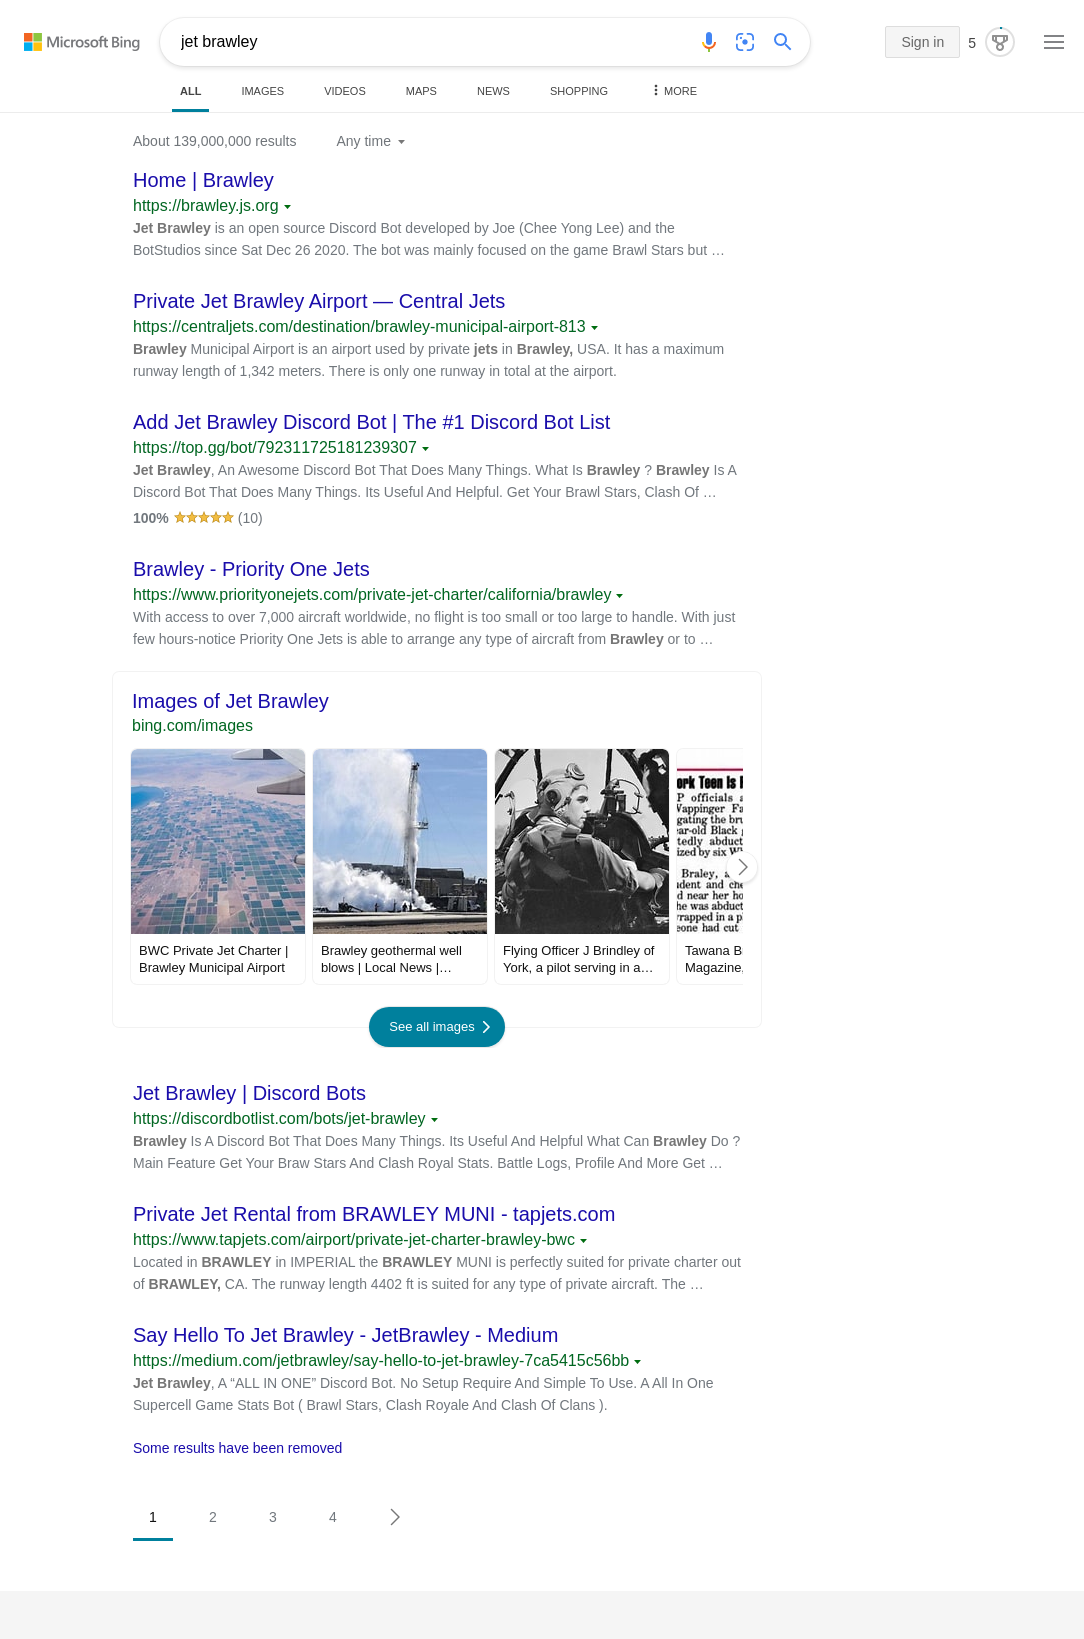 Microsoft Bing
jet brawley
Sign in
5
ALL IMAGES VIDEOS MAPS NEWS SHOPPING MORE
About 139,000,000 results Any time
Home | Brawley
https://brawley.js.org
Jet Brawley is an open source Discord Bot developed by Joe (Chee Yong Lee) and the
BotStudios since Sat Dec 26 2020. The bot was mainly focused on the game Brawl Stars but …
Private Jet Brawley Airport — Central Jets
https://centraljets.com/destination/brawley-municipal-airport-813
Brawley Municipal Airport is an airport used by private jets in Brawley, USA. It has a maximum
runway length of 1,342 meters. There is only one runway in total at the airport.
Add Jet Brawley Discord Bot | The #1 Discord Bot List
https://top.gg/bot/792311725181239307
Jet Brawley, An Awesome Discord Bot That Does Many Things. What Is Brawley ? Brawley Is A
Discord Bot That Does Many Things. Its Useful And Helpful. Get Your Brawl Stars, Clash Of …
100% (10)
Brawley - Priority One Jets
https://www.priorityonejets.com/private-jet-charter/california/brawley
With access to over 7,000 aircraft worldwide, no flight is too small or too large to handle. With just
few hours-notice Priority One Jets is able to arrange any type of aircraft from Brawley or to …
Images of Jet Brawley
bing.com/images
ork Teen Is
P officials
Wappinger Fa
gating the bru
ear-old Black
tedly abduct
ized by six W
Braley, a
dent and che
d near her ho
he was abduct
rapped in a pl
eone had cut
BWC Private Jet Charter |
Brawley Municipal Airport
Brawley geothermal well
blows | Local News |…
Flying Officer J Brindley of
York, a pilot serving in a…
Tawana B
Magazine,
See all images
Jet Brawley | Discord Bots
https://discordbotlist.com/bots/jet-brawley
Brawley Is A Discord Bot That Does Many Things. Its Useful And Helpful What Can Brawley Do ?
Main Feature Get Your Braw Stars And Clash Royal Stats. Battle Logs, Profile And More Get …
Private Jet Rental from BRAWLEY MUNI - tapjets.com
https://www.tapjets.com/airport/private-jet-charter-brawley-bwc
Located in BRAWLEY in IMPERIAL the BRAWLEY MUNI is perfectly suited for private charter out
of BRAWLEY, CA. The runway length 4402 ft is suited for any type of private aircraft. The …
Say Hello To Jet Brawley - JetBrawley - Medium
https://medium.com/jetbrawley/say-hello-to-jet-brawley-7ca5415c56bb
Jet Brawley, A “ALL IN ONE” Discord Bot. No Setup Require And Simple To Use. A All In One
Supercell Game Stats Bot ( Brawl Stars, Clash Royale And Clash Of Clans ).
Some results have been removed
1 2 3 4